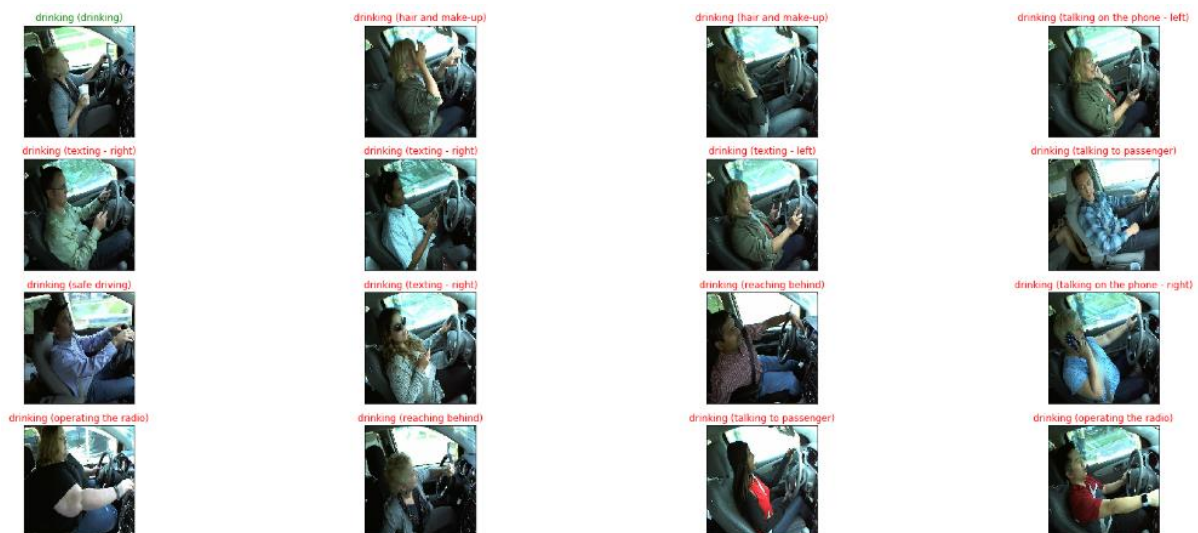 drinking (drinking)
drinking (hair and make-up)
drinking (hair and make-up)
drinking (talking on the phone - left)
drinking (texting - right)
drinking (texting - right)
drinking (texting - left)
drinking (talking to passenger)
drinking (safe driving)
drinking (texting - right)
drinking (reaching behind)
drinking (talking on the phone - right)
drinking (operating the radio)
drinking (reaching behind)
drinking (talking to passenger)
drinking (operating the radio)